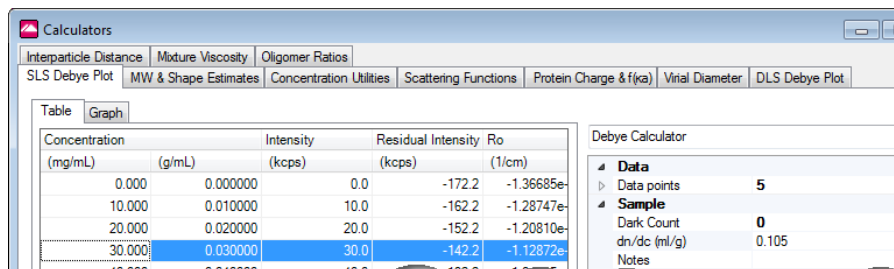 Calculators
Interparticle Distance Mixture Viscosity Oligomer Ratios
SLS Debye Plot MW & Shape Estimates Concentration Utilities Scattering Functions Protein Charge & f(κa) Virial Diameter DLS Debye Plot
Table Graph
Concentration Intensity Residual Intensity Ro
(mg/mL) (g/mL) (kcps) (kcps) (1/cm)
0.000 0.000000 0.0 -172.2 -1.36685e-
10.000 0.010000 10.0 -162.2 -1.28747e-
20.000 0.020000 20.0 -152.2 -1.20810e-
30.000 0.030000 30.0 -142.2 -1.12872e-
Debye Calculator
Data
Data points 5
Sample
Dark Count 0
dn/dc (ml/g) 0.105
Notes